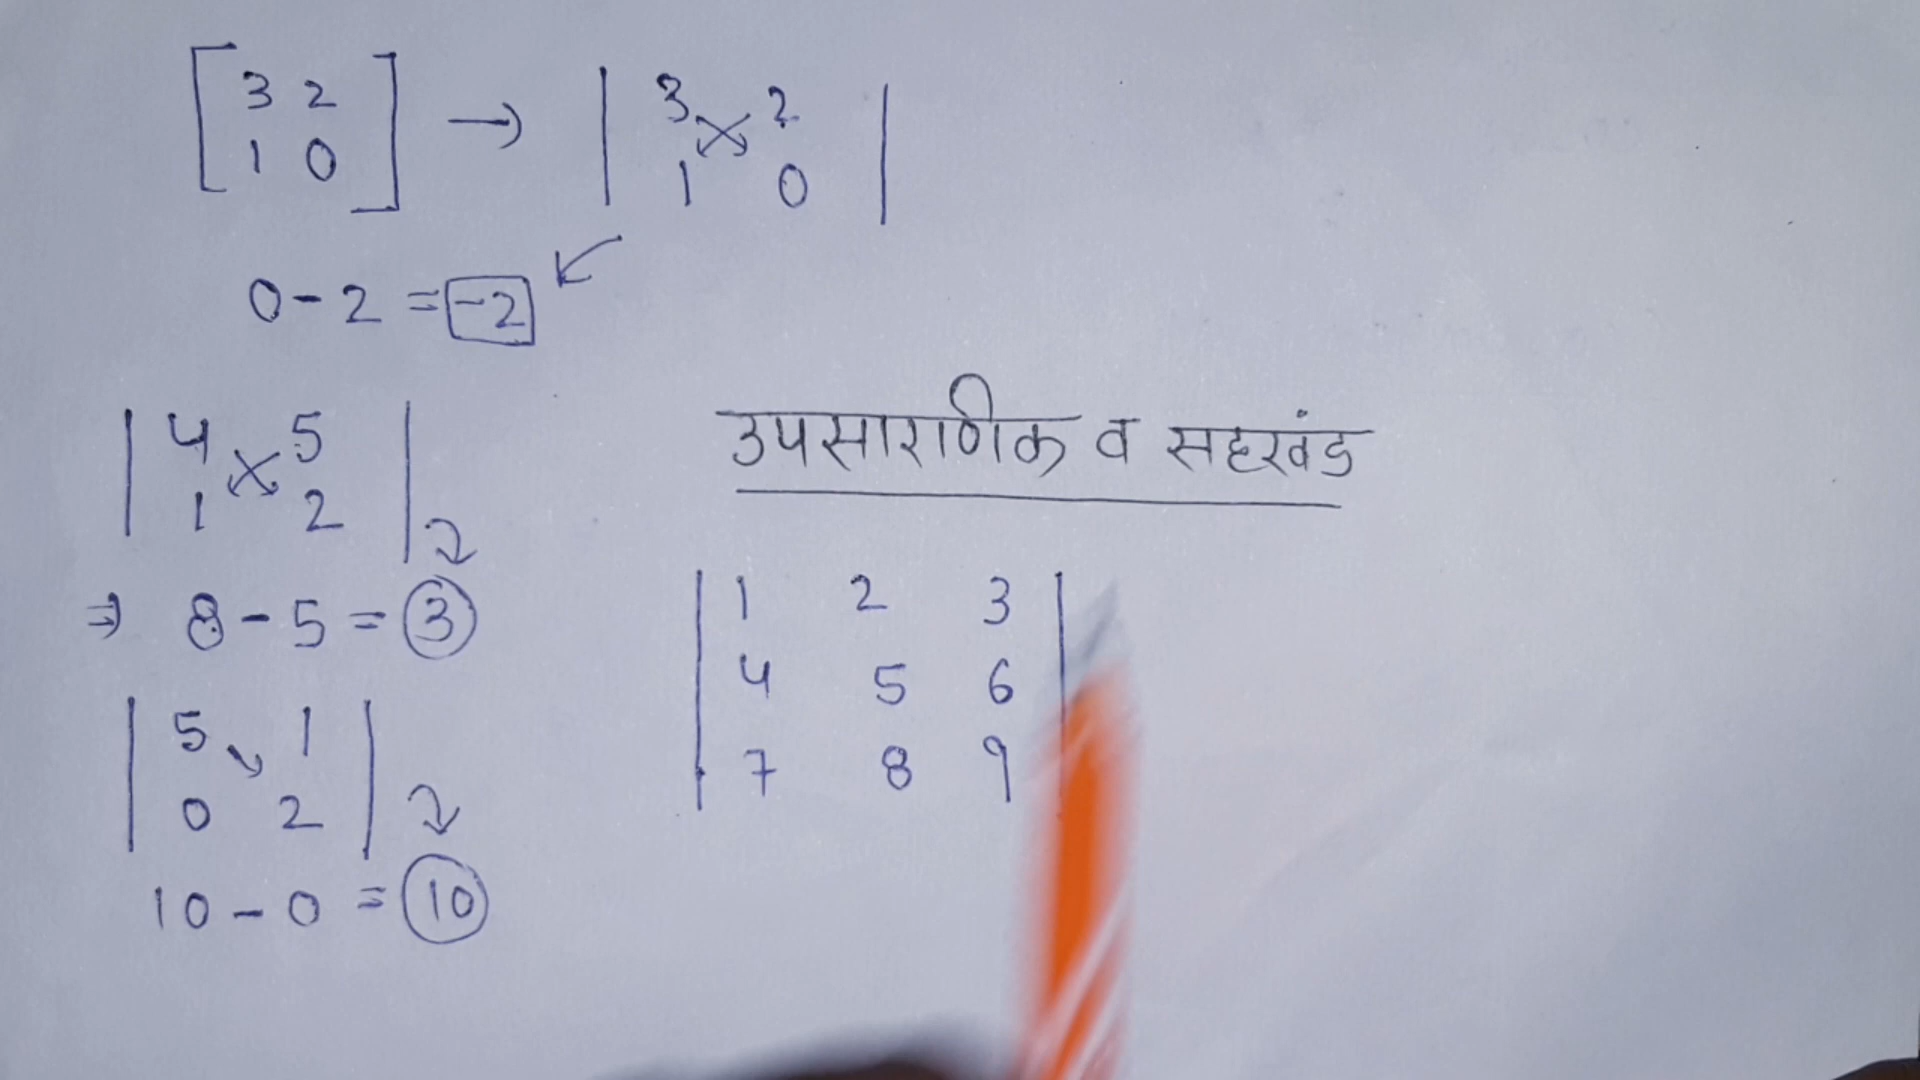 [3 2
1 0] → |3 2
1 0|
0 - 2 = -2
|4 5
1 2|
⇒ 8 - 5 = 3
|5 1
0 2|
10 - 0 = 10
उपसारणिक व सहखंड
|1 2 3
4 5 6
7 8 9|